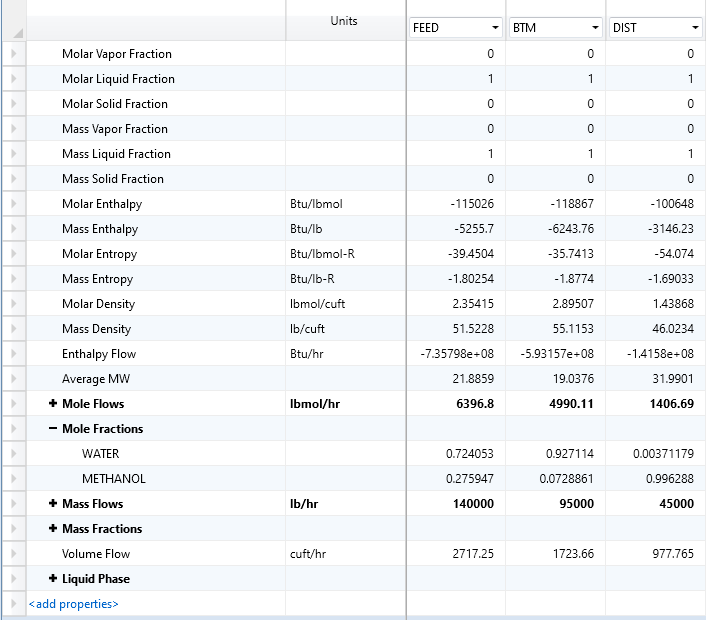 Units FEED BTM DIST
Molar Vapor Fraction 0 0 0
Molar Liquid Fraction 1 1 1
Molar Solid Fraction 0 0 0
Mass Vapor Fraction 0 0 0
Mass Liquid Fraction 1 1 1
Mass Solid Fraction 0 0 0
Molar Enthalpy Btu/lbmol -115026 -118867 -100648
Mass Enthalpy Btu/lb -5255.7 -6243.76 -3146.23
Molar Entropy Btu/lbmol-R -39.4504 -35.7413 -54.074
Mass Entropy Btu/lb-R -1.80254 -1.8774 -1.69033
Molar Density lbmol/cuft 2.35415 2.89507 1.43868
Mass Density lb/cuft 51.5228 55.1153 46.0234
Enthalpy Flow Btu/hr -7.35798e+08 -5.93157e+08 -1.4158e+08
Average MW 21.8859 19.0376 31.9901
+ Mole Flows lbmol/hr 6396.8 4990.11 1406.69
− Mole Fractions
WATER 0.724053 0.927114 0.00371179
METHANOL 0.275947 0.0728861 0.996288
+ Mass Flows lb/hr 140000 95000 45000
+ Mass Fractions
Volume Flow cuft/hr 2717.25 1723.66 977.765
+ Liquid Phase
<add properties>